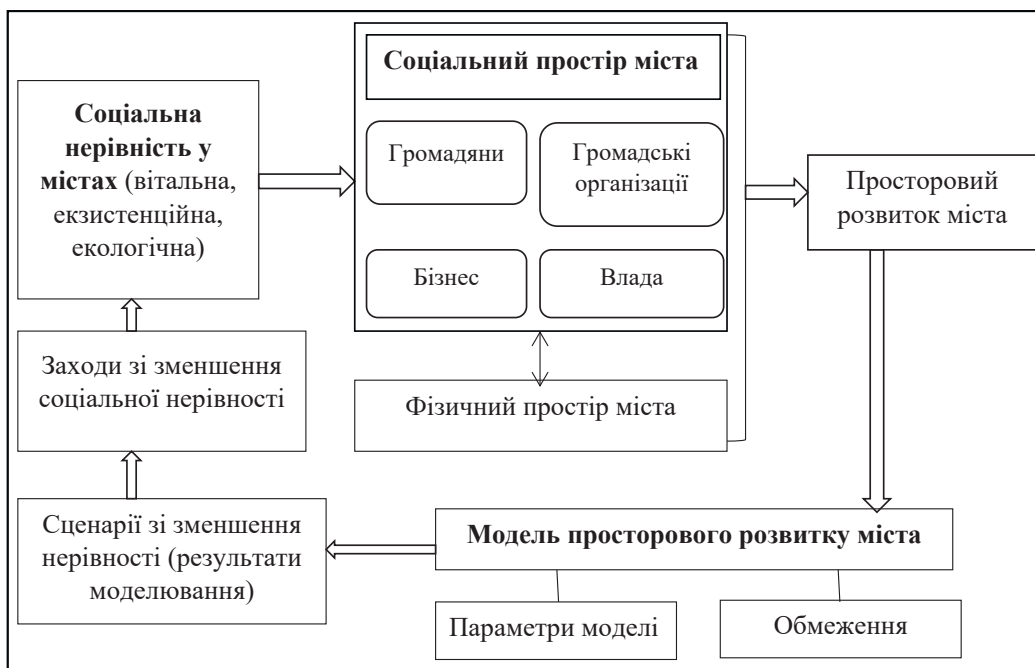 Соціальна
нерівність у
містах (вітальна,
екзистенційна,
екологічна)
Соціальний простір міста
Громадяни
Громадські
організації
Бізнес
Влада
Фізичний простір міста
Просторовий
розвиток міста
Заходи зі зменшення
соціальної нерівності
Сценарії зі зменшення
нерівності (результати
моделювання)
Модель просторового розвитку міста
Параметри моделі
Обмеження